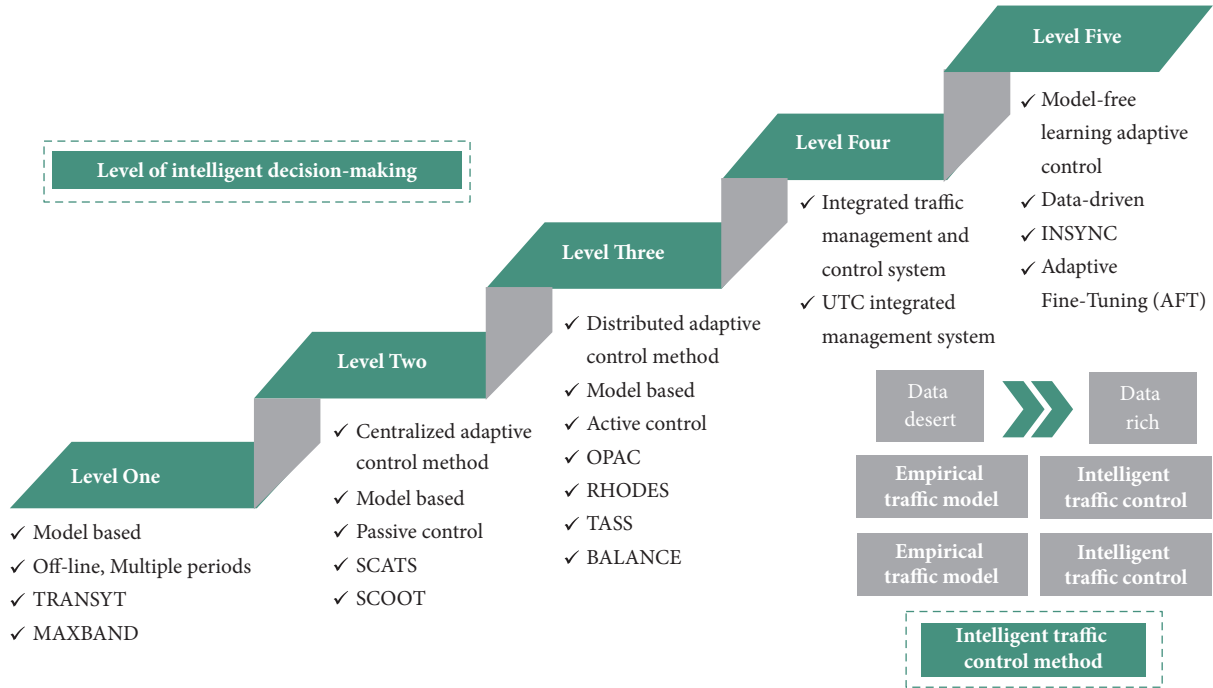 Level of intelligent decision-making
Level One
✓ Model based
✓ Off-line, Multiple periods
✓ TRANSYT
✓ MAXBAND
Level Two
✓ Centralized adaptive
control method
✓ Model based
✓ Passive control
✓ SCATS
✓ SCOOT
Level Three
✓ Distributed adaptive
control method
✓ Model based
✓ Active control
✓ OPAC
✓ RHODES
✓ TASS
✓ BALANCE
Level Four
✓ Integrated traffic
management and
control system
✓ UTC integrated
management system
Level Five
✓ Model-free
learning adaptive
control
✓ Data-driven
✓ INSYNC
✓ Adaptive
Fine-Tuning (AFT)
Data
desert
Data
rich
Empirical
traffic model
Intelligent
traffic control
Empirical
traffic model
Intelligent
traffic control
Intelligent traffic
control method